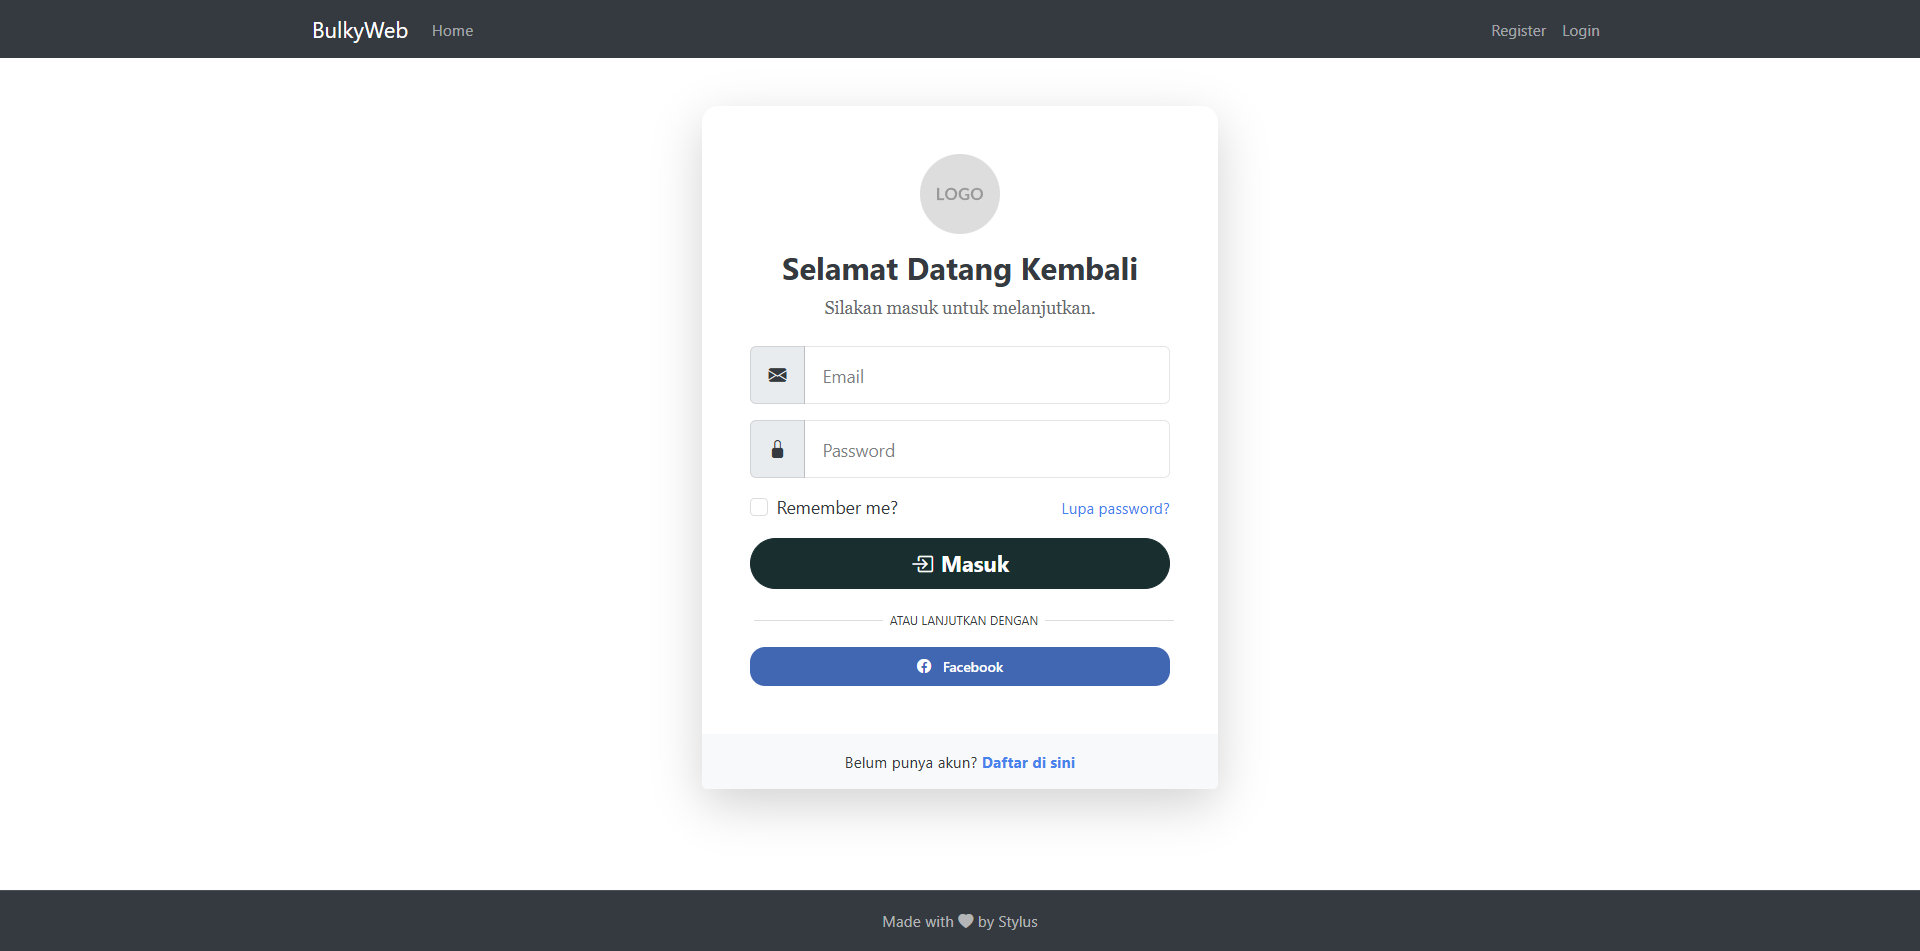 BulkyWeb Home Register Login
LOGO
Selamat Datang Kembali
Silakan masuk untuk melanjutkan.
Email
Password
Remember me? Lupa password?
Masuk
ATAU LANJUTKAN DENGAN
Facebook
Belum punya akun? Daftar di sini
Made with by Stylus